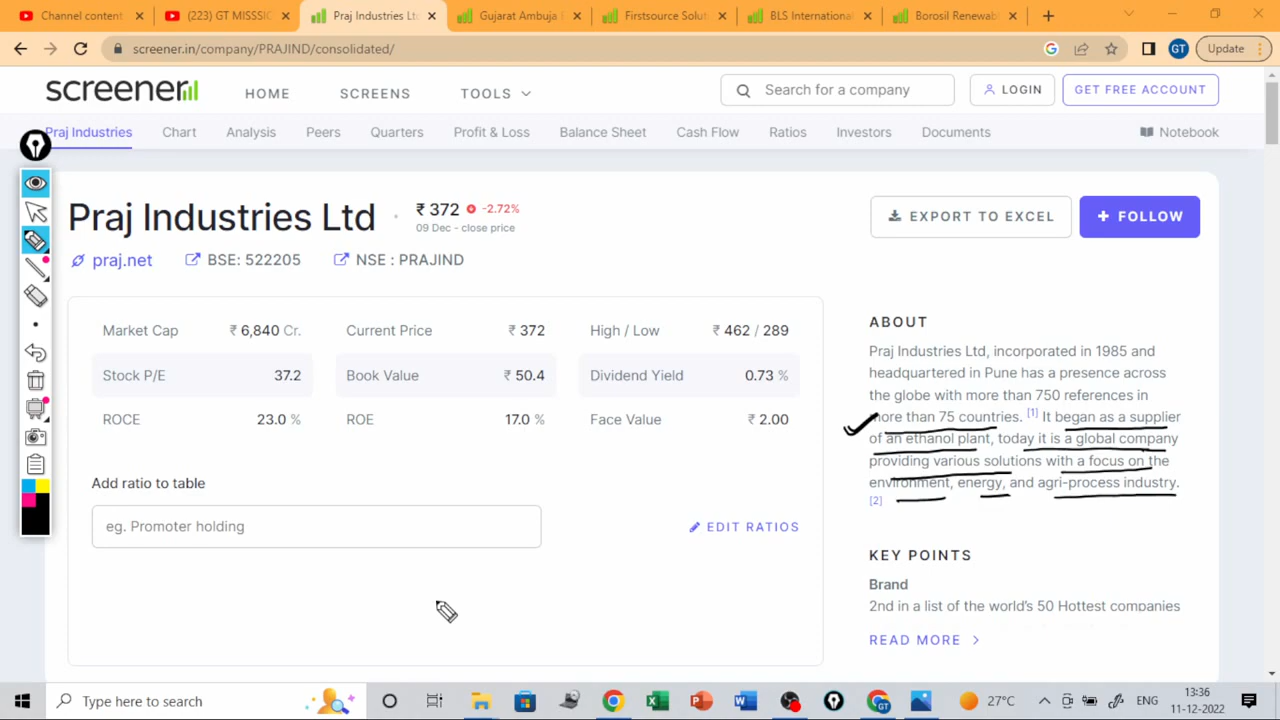 Channel content
(223) GT MISSSIO
Praj Industries Ltd
Gujarat Ambuja E
Firstsource Solut
BLS Internationa
Borosil Renewab
screener.in/company/PRAJIND/consolidated/
GT
Update
screener
HOME
SCREENS
TOOLS
Search for a company
LOGIN
GET FREE ACCOUNT
Praj Industries
Chart
Analysis
Peers
Quarters
Profit & Loss
Balance Sheet
Cash Flow
Ratios
Investors
Documents
Notebook
Praj Industries Ltd
₹ 372 -2.72%
09 Dec - close price
EXPORT TO EXCEL
+ FOLLOW
praj.net
BSE: 522205
NSE : PRAJIND
Market Cap ₹ 6,840 Cr.
Current Price ₹ 372
High / Low ₹ 462 / 289
Stock P/E 37.2
Book Value ₹ 50.4
Dividend Yield 0.73 %
ROCE 23.0 %
ROE 17.0 %
Face Value ₹ 2.00
Add ratio to table
eg. Promoter holding
EDIT RATIOS
ABOUT
Praj Industries Ltd, incorporated in 1985 and
headquartered in Pune has a presence across
the globe with more than 750 references in
more than 75 countries. [1] It began as a supplier
of an ethanol plant, today it is a global company
providing various solutions with a focus on the
environment, energy, and agri-process industry.
[2]
KEY POINTS
Brand
2nd in a list of the world's 50 Hottest companies
READ MORE
Type here to search
27°C
ENG
13:36
11-12-2022